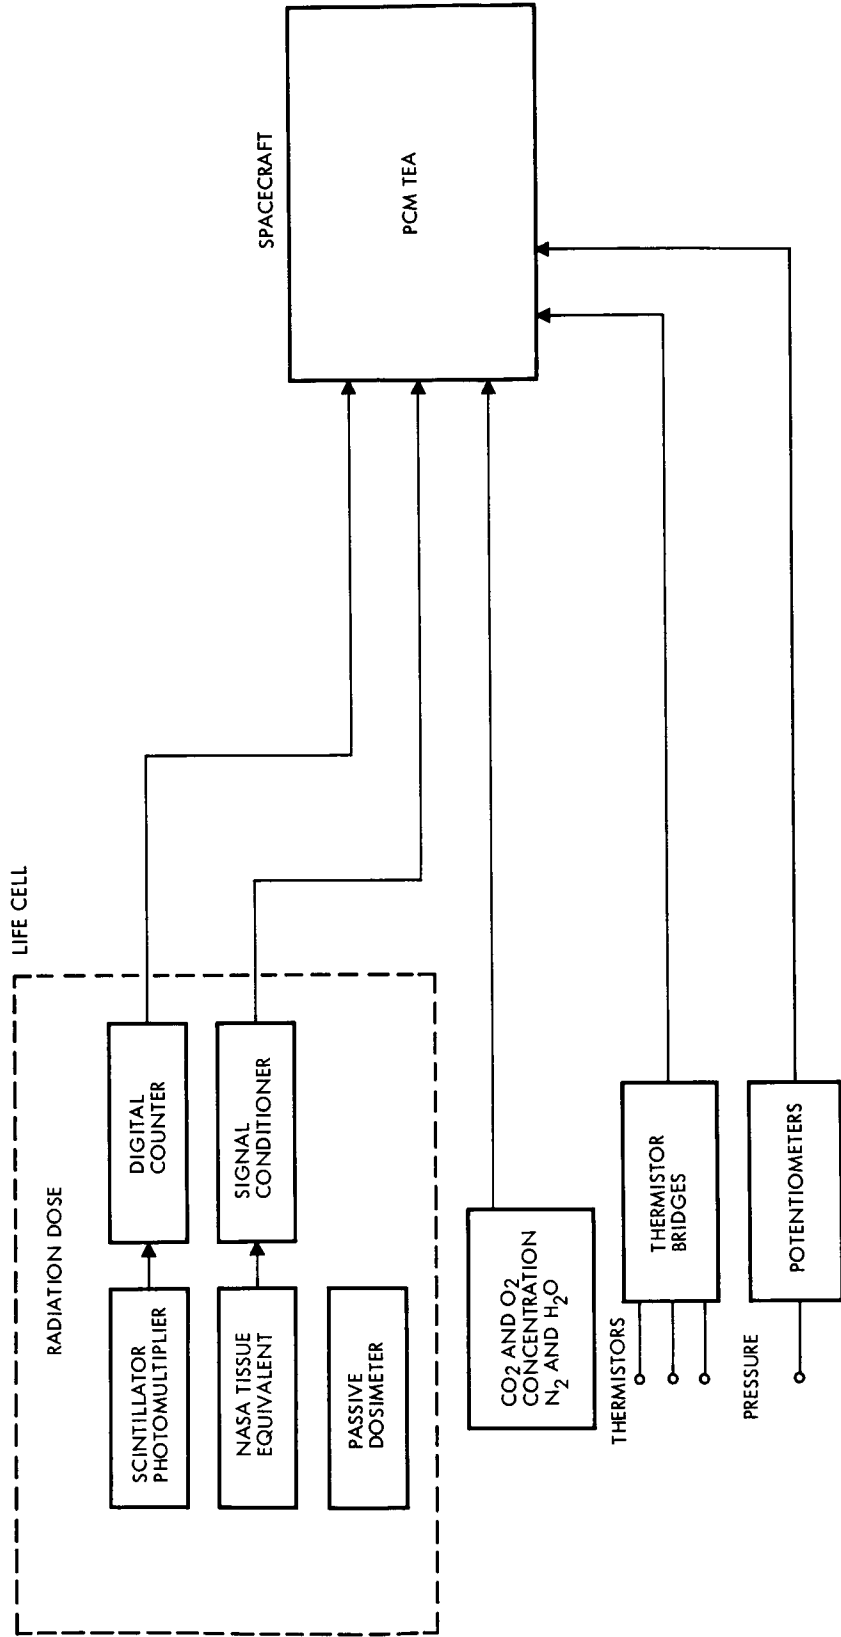 LIFE CELL
RADIATION DOSE
SCINTILLATOR
PHOTOMULTIPLIER
DIGITAL
COUNTER
NASA TISSUE
EQUIVALENT
SIGNAL
CONDITIONER
PASSIVE
DOSIMETER
CO2 AND O2
CONCENTRATION
N2 AND H2O
THERMISTORS
THERMISTOR
BRIDGES
PRESSURE
POTENTIOMETERS
SPACECRAFT
PCM TEA